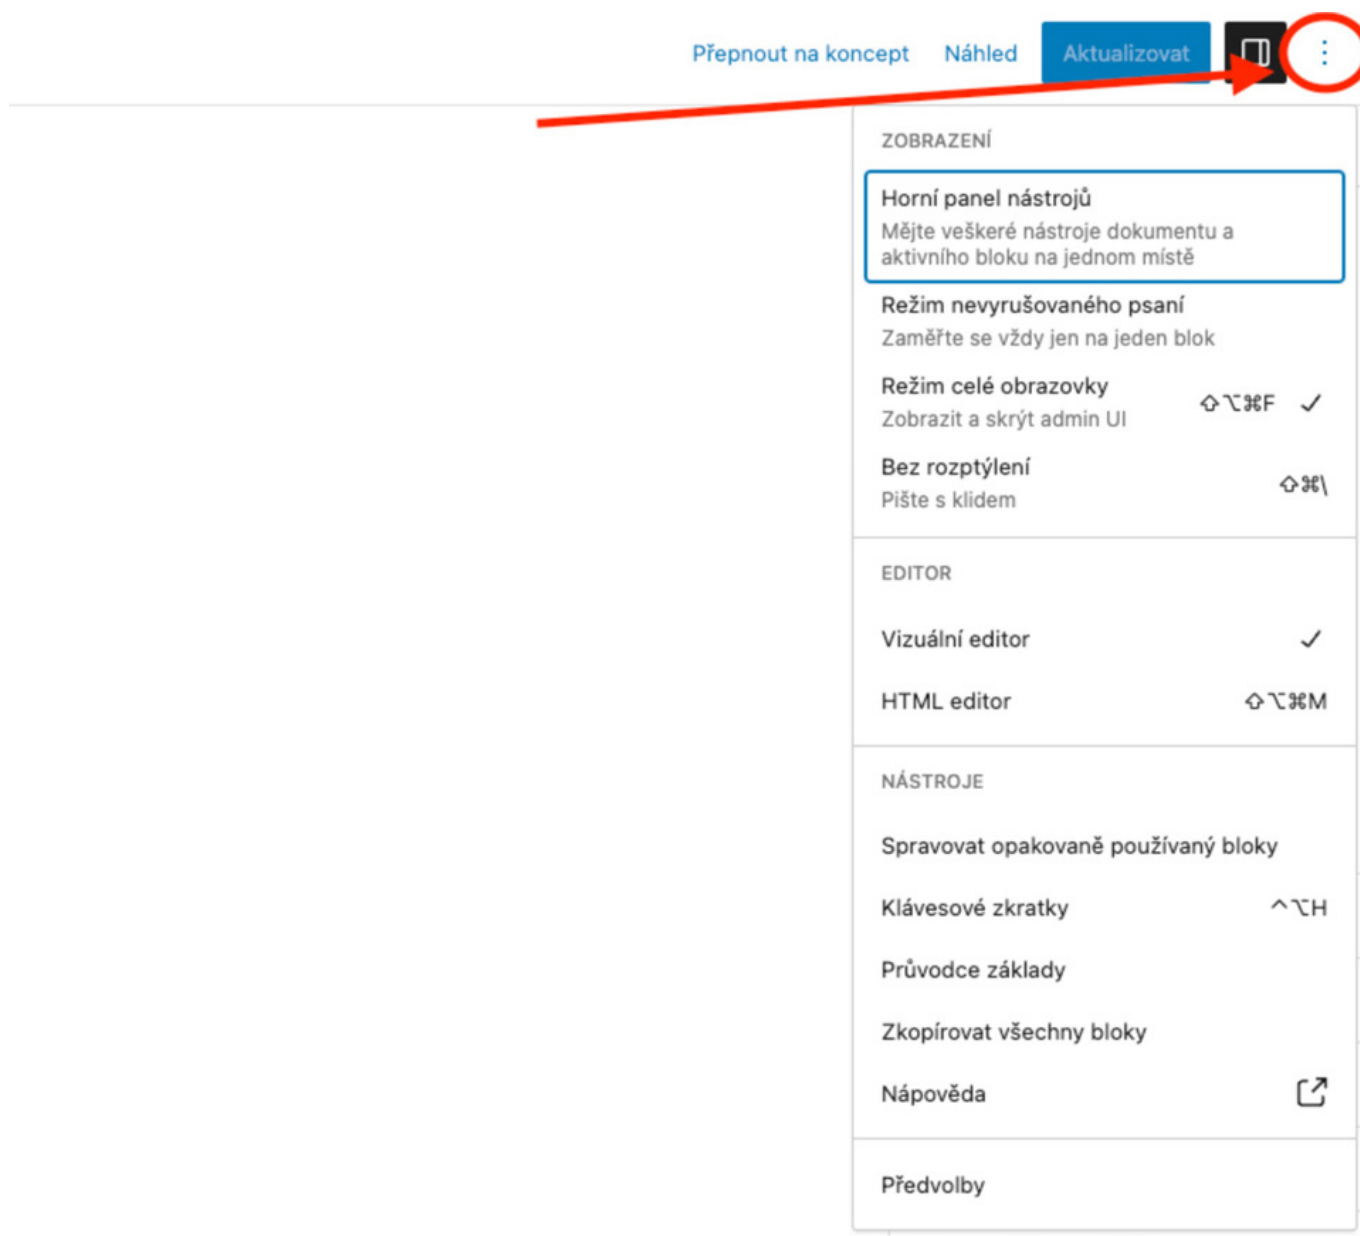 Přepnout na koncept Náhled Aktualizovat
ZOBRAZENÍ
Horní panel nástrojů
Mějte veškeré nástroje dokumentu a
aktivního bloku na jednom místě
Režim nevyrušovaného psaní
Zaměřte se vždy jen na jeden blok
Režim celé obrazovky ⇧⌥⌘F ✓
Zobrazit a skrýt admin UI
Bez rozptýlení ⇧⌘\
Pište s klidem
EDITOR
Vizuální editor ✓
HTML editor ⇧⌥⌘M
NÁSTROJE
Spravovat opakovaně používaný bloky
Klávesové zkratky ^⌥H
Průvodce základy
Zkopírovat všechny bloky
Nápověda
Předvolby